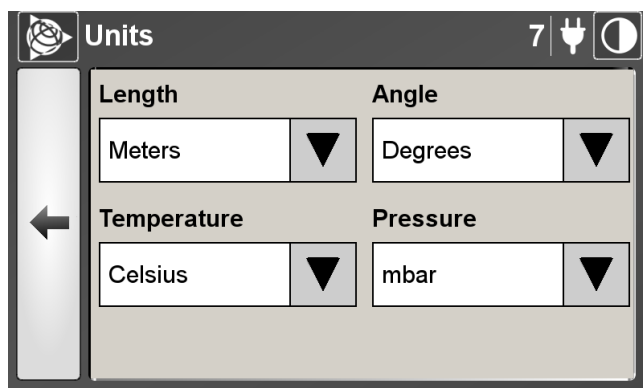 Units 7
Length Angle
Meters Degrees
Temperature Pressure
Celsius mbar